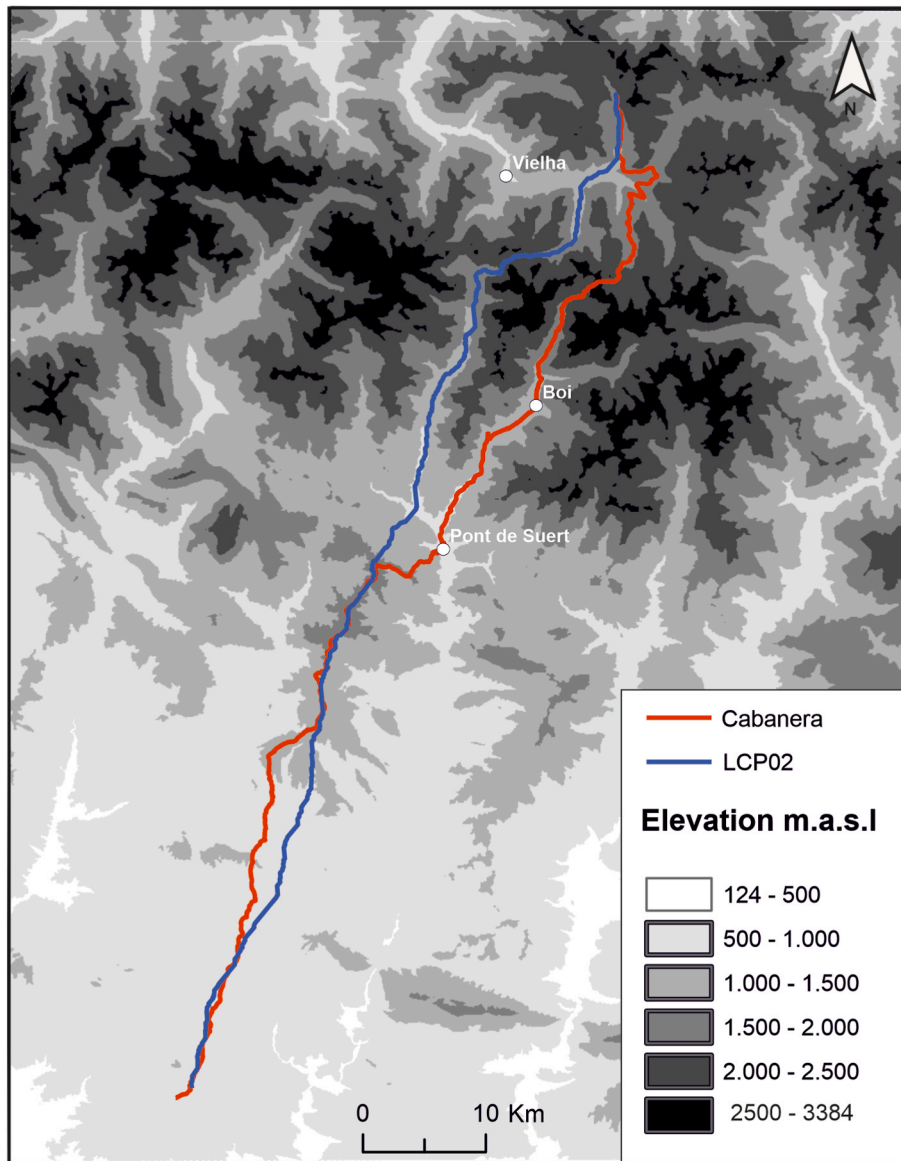 N
Vielha
Boi
Pont de Suert
Cabanera
LCP02
Elevation m.a.s.l
124 - 500
500 - 1.000
1.000 - 1.500
1.500 - 2.000
2.000 - 2.500
2500 - 3384
0 10 Km